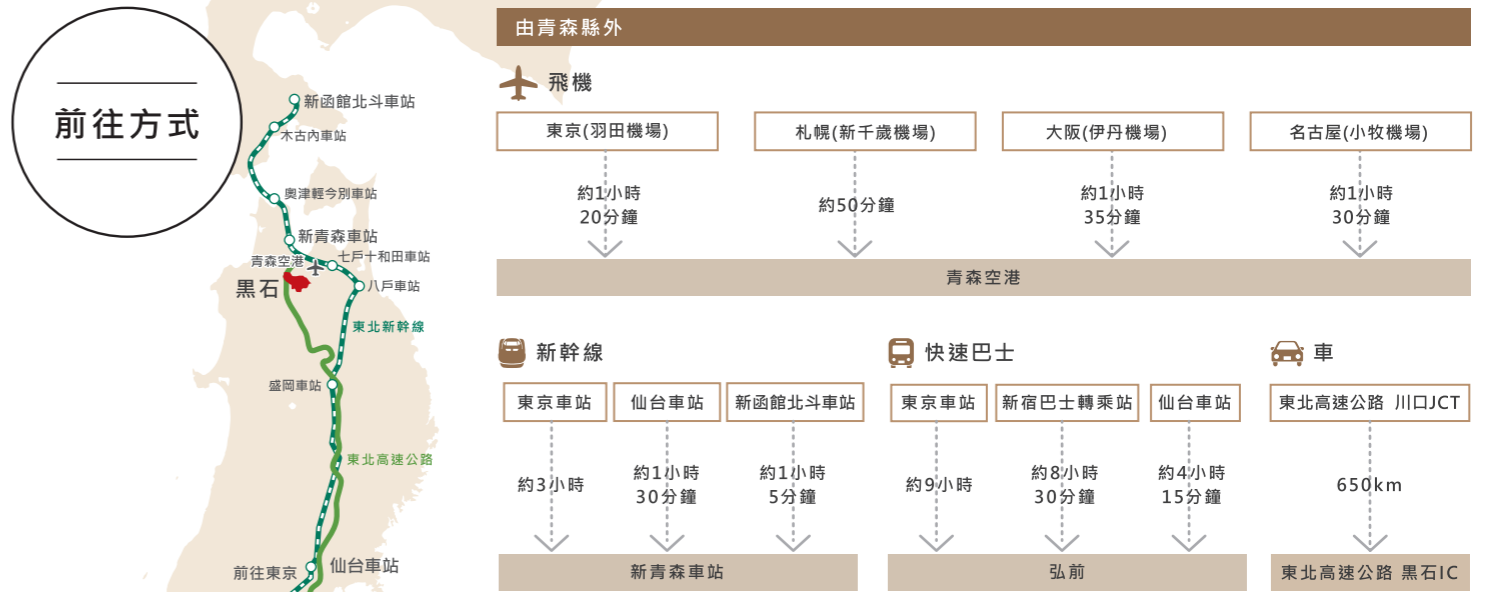 前往方式
新函館北斗車站
木古內車站
奧津輕今別車站
新青森車站
七戶十和田車站
青森空港
黒石
八戶車站
東北新幹線
盛岡車站
東北高速公路
仙台車站
前往東京
由青森縣外
飛機
東京(羽田機場)
札幌(新千歲機場)
大阪(伊丹機場)
名古屋(小牧機場)
約1小時
20分鐘
約50分鐘
約1小時
35分鐘
約1小時
30分鐘
青森空港
新幹線
東京車站
仙台車站
新函館北斗車站
約3小時
約1小時
30分鐘
約1小時
5分鐘
新青森車站
快速巴士
東京車站
新宿巴士轉乘站
仙台車站
約9小時
約8小時
30分鐘
約4小時
15分鐘
弘前
車
東北高速公路 川口JCT
650km
東北高速公路 黒石IC